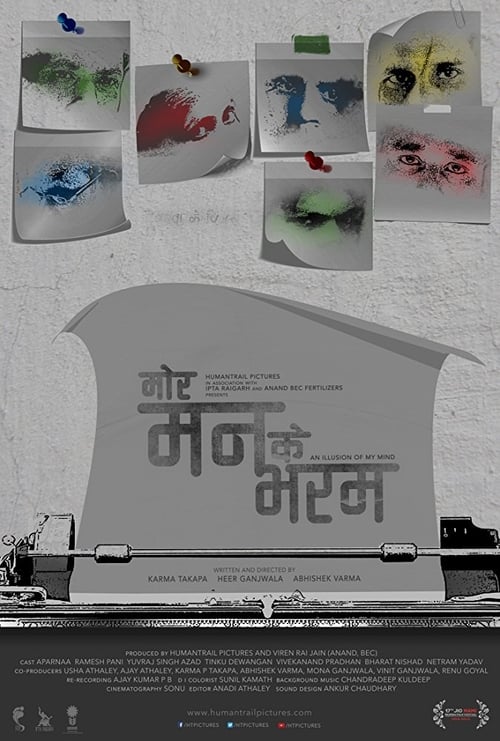 मोर
HUMANTRAIL PICTURES
IN ASSOCIATION WITH
IPTA RAIGARH AND ANAND BEC FERTILIZERS
PRESENTS
मन के
AN ILLUSION OF MY MIND
भरम
WRITTEN AND DIRECTED BY
KARMA TAKAPA HEER GANJWALA ABHISHEK VARMA
PRODUCED BY HUMANTRAIL PICTURES AND VIREN RAI JAIN (ANAND, BEC)
CAST APARNAA RAMESH PANI YUVRAJ SINGH AZAD TINKU DEWANGAN VIVEKANAND PRADHAN BHARAT NISHAD NETRAM YADAV
CO-PRODUCERS USHA ATHALEY, AJAY ATHALEY, KARMA P TAKAPA, ABHISHEK VARMA, MONA GANJWALA, VINIT GANJWALA, RENU GOYAL
RE-RECORDING AJAY KUMAR P B D I COLORIST SUNIL KAMATH BACKGROUND MUSIC CHANDRADEEP KULDEEP
CINEMATOGRAPHY SONU EDITOR ANADI ATHALEY SOUND DESIGN ANKUR CHAUDHARY
www.humantrailpictures.com
/HTPICTURES /HTPICTURES /HTPICTURES
17TH JIO MAMI